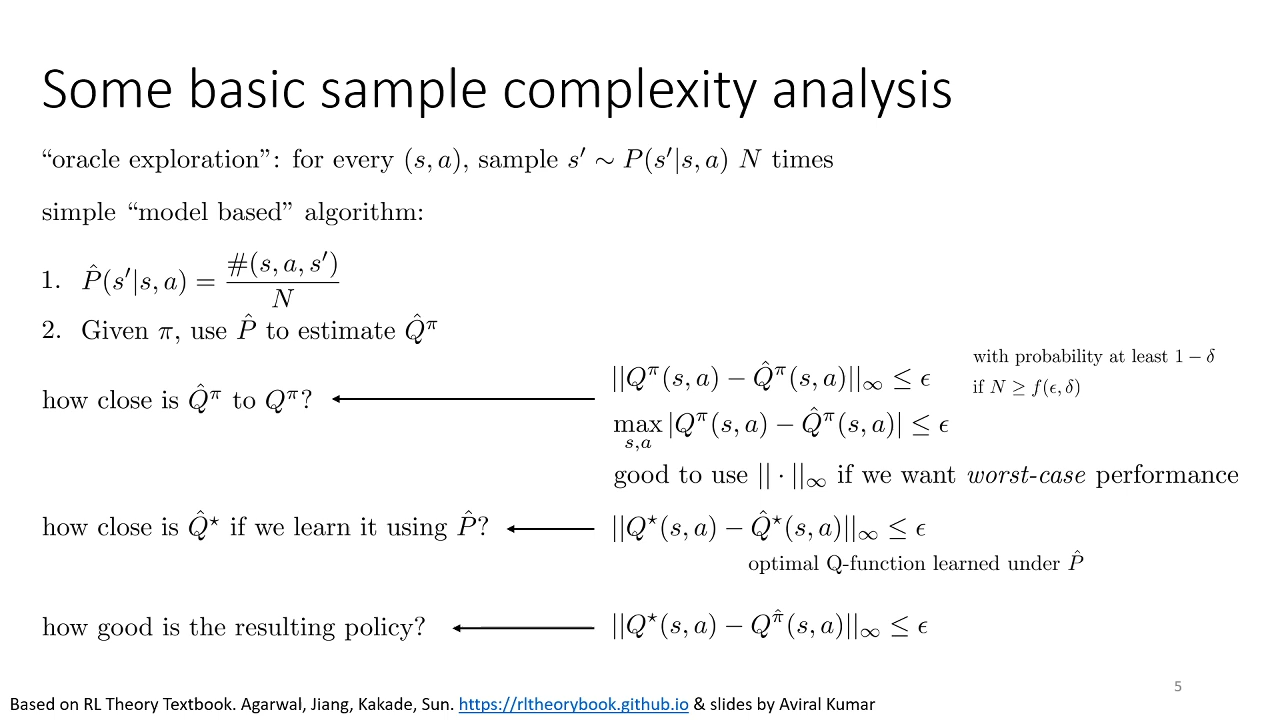 Some basic sample complexity analysis
“oracle exploration”: for every (s, a), sample s′ ∼ P(s′|s, a) N times
simple “model based” algorithm:
1. P̂(s′|s, a) = #(s, a, s′) / N
2. Given π, use P̂ to estimate Q̂^π
how close is Q̂^π to Q^π?
||Q^π(s, a) − Q̂^π(s, a)||_∞ ≤ ϵ
with probability at least 1 − δ
if N ≥ f(ϵ, δ)
max_{s,a} |Q^π(s, a) − Q̂^π(s, a)| ≤ ϵ
good to use || · ||_∞ if we want worst-case performance
how close is Q̂^⋆ if we learn it using P̂?
||Q^⋆(s, a) − Q̂^⋆(s, a)||_∞ ≤ ϵ
optimal Q-function learned under P̂
how good is the resulting policy?
||Q^⋆(s, a) − Q^π̂(s, a)||_∞ ≤ ϵ
5
Based on RL Theory Textbook. Agarwal, Jiang, Kakade, Sun. https://rltheorybook.github.io & slides by Aviral Kumar